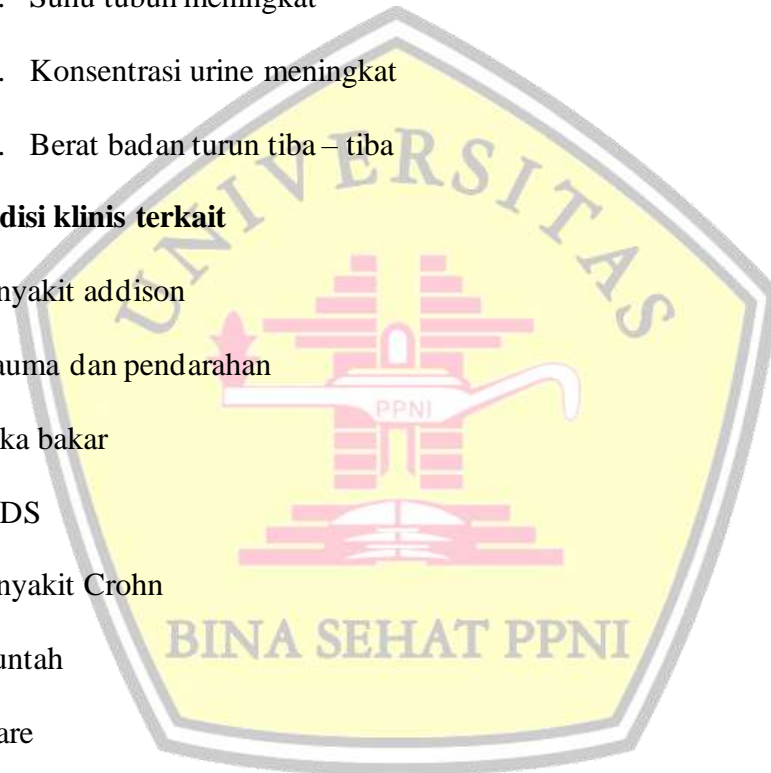 . Suhu tubuh meningkat
. Konsentrasi urine meningkat
. Berat badan turun tiba – tiba
disi klinis terkait
nyakit addison
auma dan pendarahan
ka bakar
DS
nyakit Crohn
untah
are
UNIVERSITAS
PPNI
BINA SEHAT PPNI